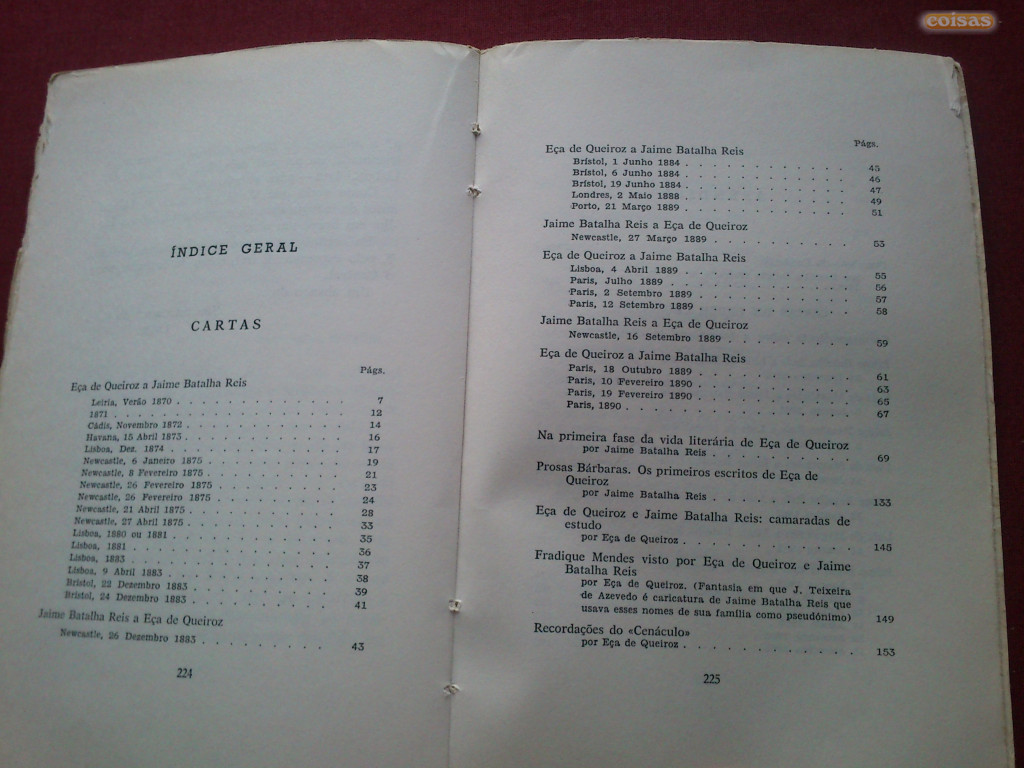 coisas
ÍNDICE GERAL
CARTAS
Págs.
Eça de Queiroz a Jaime Batalha Reis
Leiria, Verão 1870 . . . . . . . . . . . . 7
1871 . . . . . . . . . . . . 12
Cádis, Novembro 1872 . . . . . . . . . . . . 14
Havana, 15 Abril 1873 . . . . . . . . . . . . 16
Lisboa, Dez. 1874 . . . . . . . . . . . . 17
Newcastle, 6 Janeiro 1875 . . . . . . . . . . . . 19
Newcastle, 8 Fevereiro 1875 . . . . . . . . . . . . 21
Newcastle, 26 Fevereiro 1875 . . . . . . . . . . . . 23
Newcastle, 26 Fevereiro 1875 . . . . . . . . . . . . 24
Newcastle, 21 Abril 1875 . . . . . . . . . . . . 28
Newcastle, 27 Abril 1875 . . . . . . . . . . . . 33
Lisboa, 1880 ou 1881 . . . . . . . . . . . . 35
Lisboa, 1881 . . . . . . . . . . . . 36
Lisboa, 1883 . . . . . . . . . . . . 37
Lisboa, 9 Abril 1883 . . . . . . . . . . . . 38
Brístol, 22 Dezembro 1883 . . . . . . . . . . . . 39
Brístol, 24 Dezembro 1883 . . . . . . . . . . . . 41
Jaime Batalha Reis a Eça de Queiroz
Newcastle, 26 Dezembro 1883 . . . . . . . . . . . . 43
224
Págs.
Eça de Queiroz a Jaime Batalha Reis
Brístol, 1 Junho 1884 . . . . . . . . . . . . 45
Brístol, 6 Junho 1884 . . . . . . . . . . . . 46
Brístol, 19 Junho 1884 . . . . . . . . . . . . 47
Londres, 2 Maio 1888 . . . . . . . . . . . . 49
Porto, 21 Março 1889 . . . . . . . . . . . . 51
Jaime Batalha Reis a Eça de Queiroz
Newcastle, 27 Março 1889 . . . . . . . . . . . . 53
Eça de Queiroz a Jaime Batalha Reis
Lisboa, 4 Abril 1889 . . . . . . . . . . . . 55
Paris, Julho 1889 . . . . . . . . . . . . 56
Paris, 2 Setembro 1889 . . . . . . . . . . . . 57
Paris, 12 Setembro 1889 . . . . . . . . . . . . 58
Jaime Batalha Reis a Eça de Queiroz
Newcastle, 16 Setembro 1889 . . . . . . . . . . . . 59
Eça de Queiroz a Jaime Batalha Reis
Paris, 18 Outubro 1889 . . . . . . . . . . . . 61
Paris, 10 Fevereiro 1890 . . . . . . . . . . . . 63
Paris, 19 Fevereiro 1890 . . . . . . . . . . . . 65
Paris, 1890 . . . . . . . . . . . . 67
Na primeira fase da vida literária de Eça de Queiroz
por Jaime Batalha Reis . . . . . . . . . . . . 69
Prosas Bárbaras. Os primeiros escritos de Eça de
Queiroz
por Jaime Batalha Reis . . . . . . . . . . . . 133
Eça de Queiroz e Jaime Batalha Reis: camaradas de
estudo
por Eça de Queiroz . . . . . . . . . . . . 145
Fradique Mendes visto por Eça de Queiroz e Jaime
Batalha Reis
por Eça de Queiroz. (Fantasia em que J. Teixeira
de Azevedo é caricatura de Jaime Batalha Reis que
usava esses nomes de sua família como pseudónimo) 149
Recordações do «Cenáculo»
por Eça de Queiroz . . . . . . . . . . . . 153
225